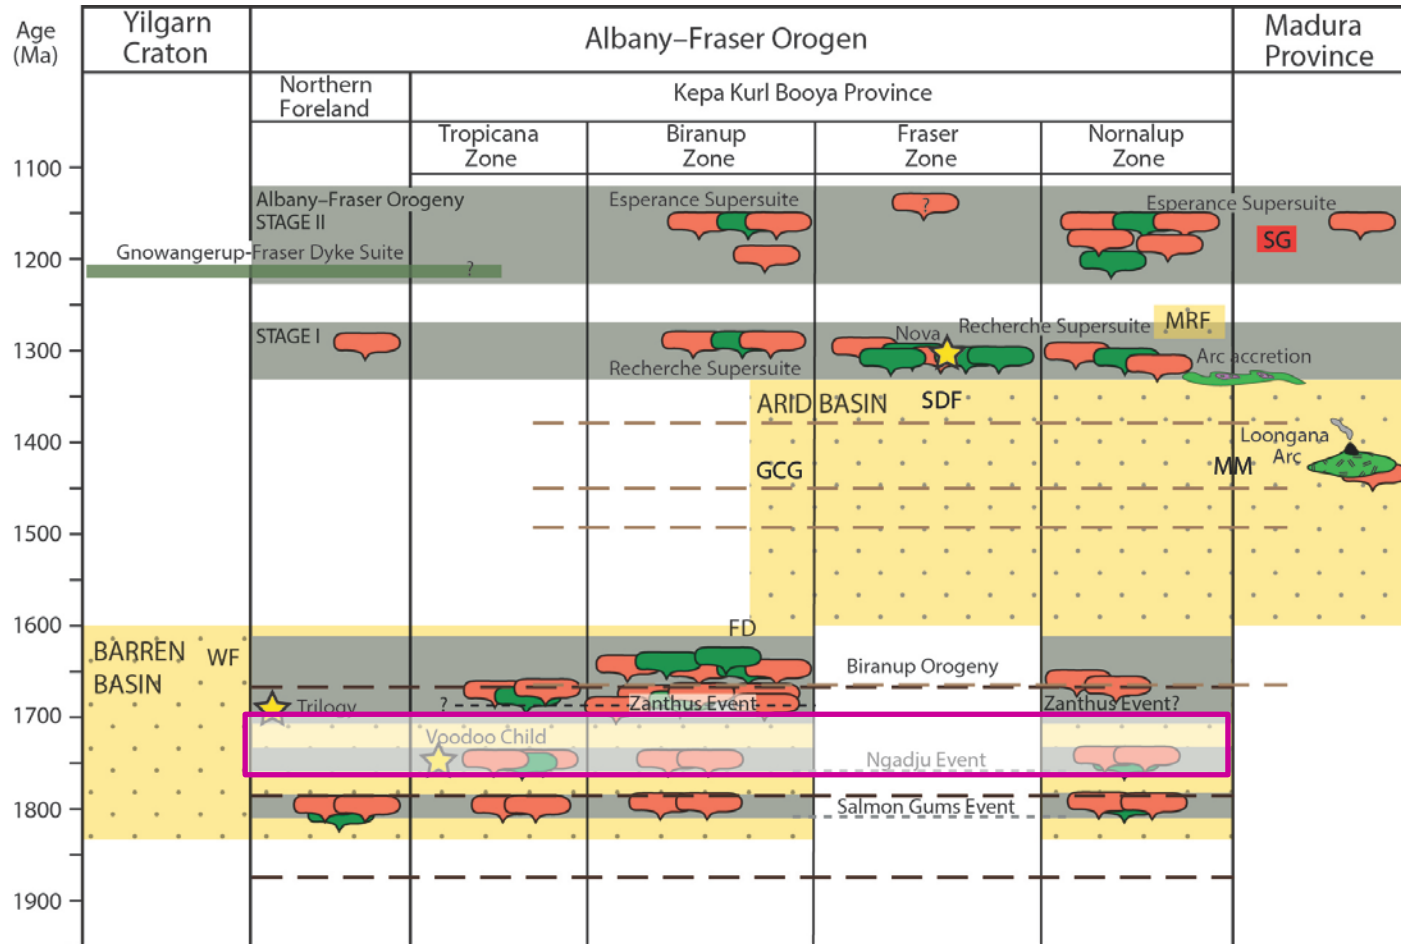 Age
(Ma)
Yilgarn
Craton
Albany–Fraser Orogen
Madura
Province
Northern
Foreland
Kepa Kurl Booya Province
Tropicana
Zone
Biranup
Zone
Fraser
Zone
Nornalup
Zone
1100
Albany–Fraser Orogeny
STAGE II
Esperance Supersuite
?
Esperance Supersuite
SG
Gnowangerup-Fraser Dyke Suite
?
1200
STAGE I
Nova
Recherche Supersuite
MRF
1300
Recherche Supersuite
Arc accretion
ARID BASIN
SDF
1400
Loongana
Arc
GCG
MM
1500
1600
FD
BARREN
BASIN
WF
Biranup Orogeny
Trilogy
?
Zanthus Event
Zanthus Event?
1700
Voodoo Child
Ngadju Event
1800
Salmon Gums Event
1900